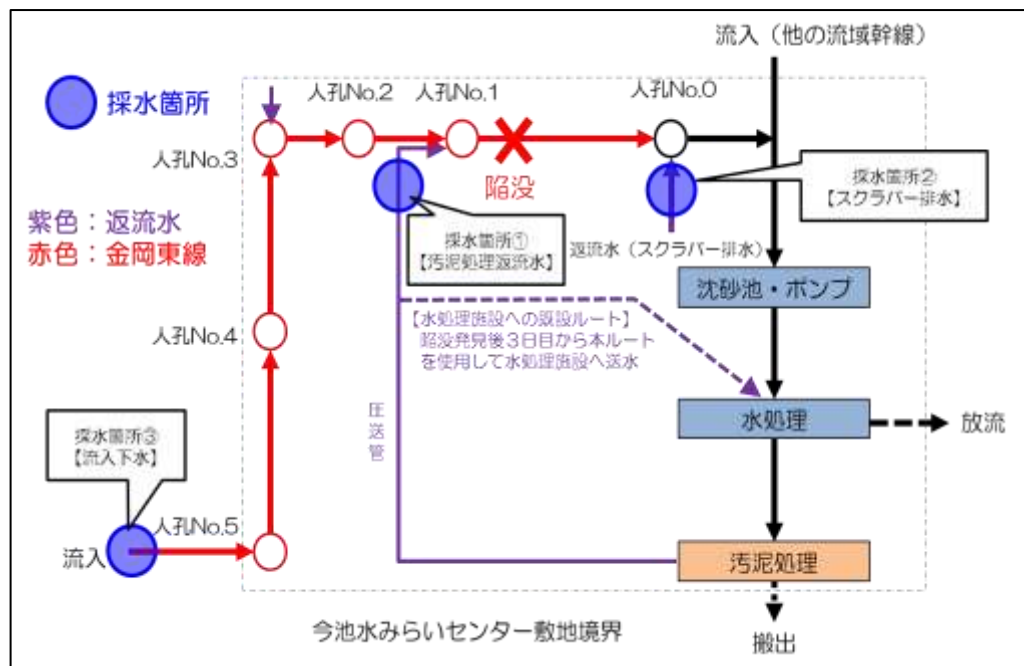 流入（他の流域幹線）
採水箇所
人孔No.2
人孔No.1
人孔No.0
人孔No.3
陥没
採水箇所②
【スクラバー排水】
紫色：返流水
赤色：金岡東線
採水箇所①
【汚泥処理返流水】
返流水（スクラバー排水）
沈砂池・ポンプ
【水処理施設への既設ルート】
陥没発見後３日目から本ルート
を使用して水処理施設へ送水
人孔No.4
圧送管
水処理
放流
採水箇所③
【流入下水】
人孔No.5
流入
汚泥処理
今池水みらいセンター敷地境界
搬出